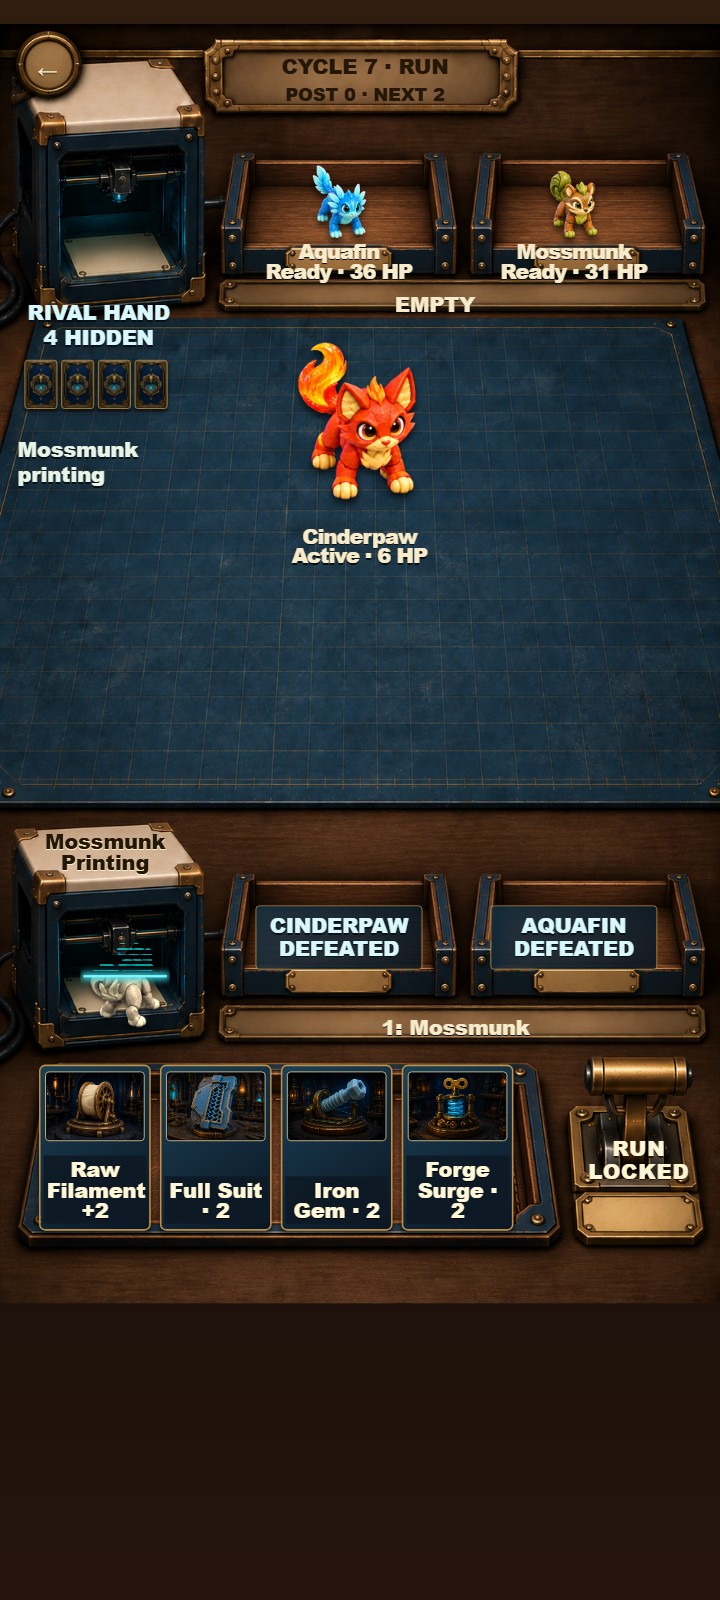 ←
CYCLE 7 · RUN
POST 0 · NEXT 2
Aquafin
Ready · 36 HP
Mossmunk
Ready · 31 HP
EMPTY
RIVAL HAND
4 HIDDEN
Mossmunk
printing
Cinderpaw
Active · 6 HP
Mossmunk
Printing
CINDERPAW
DEFEATED
AQUAFIN
DEFEATED
1: Mossmunk
Raw
Filament
+2
Full Suit
· 2
Iron
Gem · 2
Forge
Surge ·
2
RUN
LOCKED